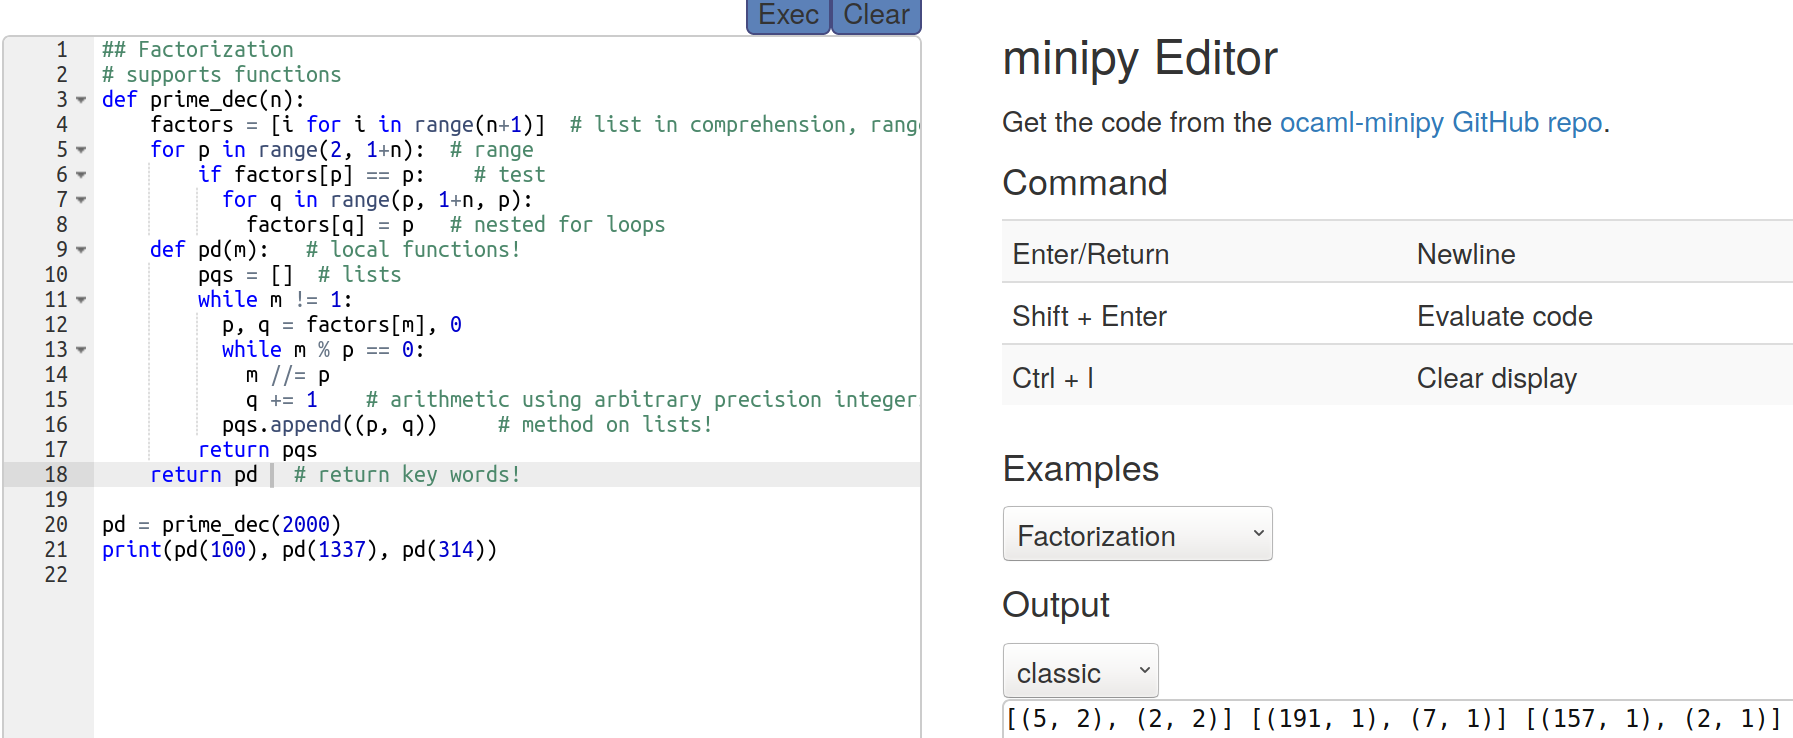 Exec Clear
1 ## Factorization
2 # supports functions
3 def prime_dec(n):
4     factors = [i for i in range(n+1)]  # list in comprehension, rang
5     for p in range(2, 1+n):  # range
6         if factors[p] == p:    # test
7           for q in range(p, 1+n, p):
8             factors[q] = p   # nested for loops
9     def pd(m):   # local functions!
10         pqs = []  # lists
11         while m != 1:
12           p, q = factors[m], 0
13           while m % p == 0:
14             m //= p
15             q += 1    # arithmetic using arbitrary precision integer
16           pqs.append((p, q))     # method on lists!
17         return pqs
18     return pd   # return key words!
19
20 pd = prime_dec(2000)
21 print(pd(100), pd(1337), pd(314))
22
minipy Editor
Get the code from the ocaml-minipy GitHub repo.
Command
Enter/Return Newline
Shift + Enter Evaluate code
Ctrl + l Clear display
Examples
Factorization
Output
classic
[(5, 2), (2, 2)] [(191, 1), (7, 1)] [(157, 1), (2, 1)]